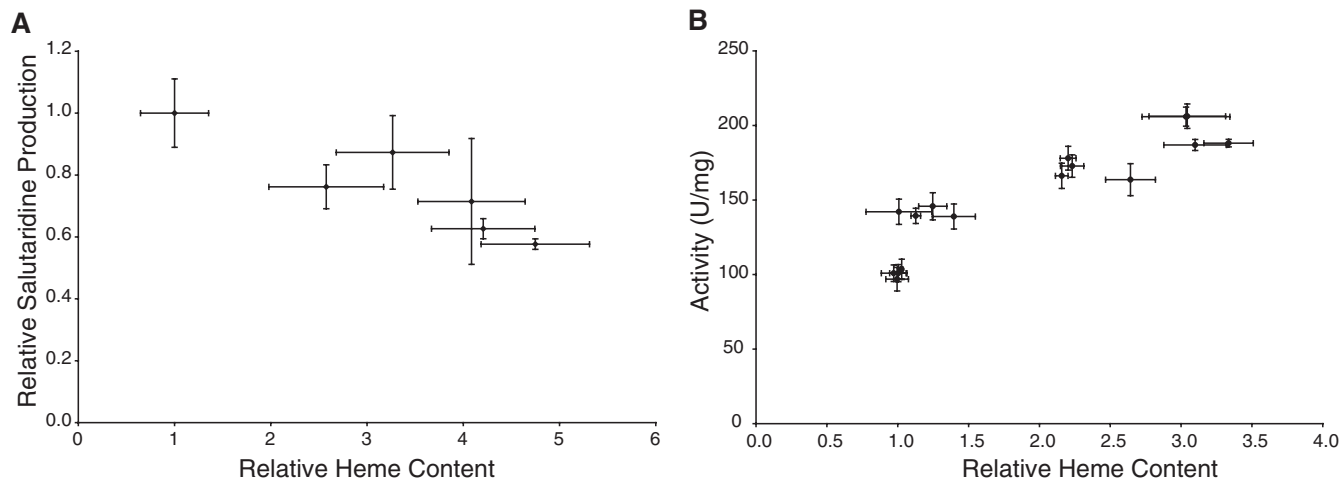 A
Relative Salutaridine Production
1.2
1.0
0.8
0.6
0.4
0.2
0.0
0 1 2 3 4 5 6
Relative Heme Content
B
Activity (U/mg)
250
200
150
100
50
0
0.0 0.5 1.0 1.5 2.0 2.5 3.0 3.5 4.0
Relative Heme Content